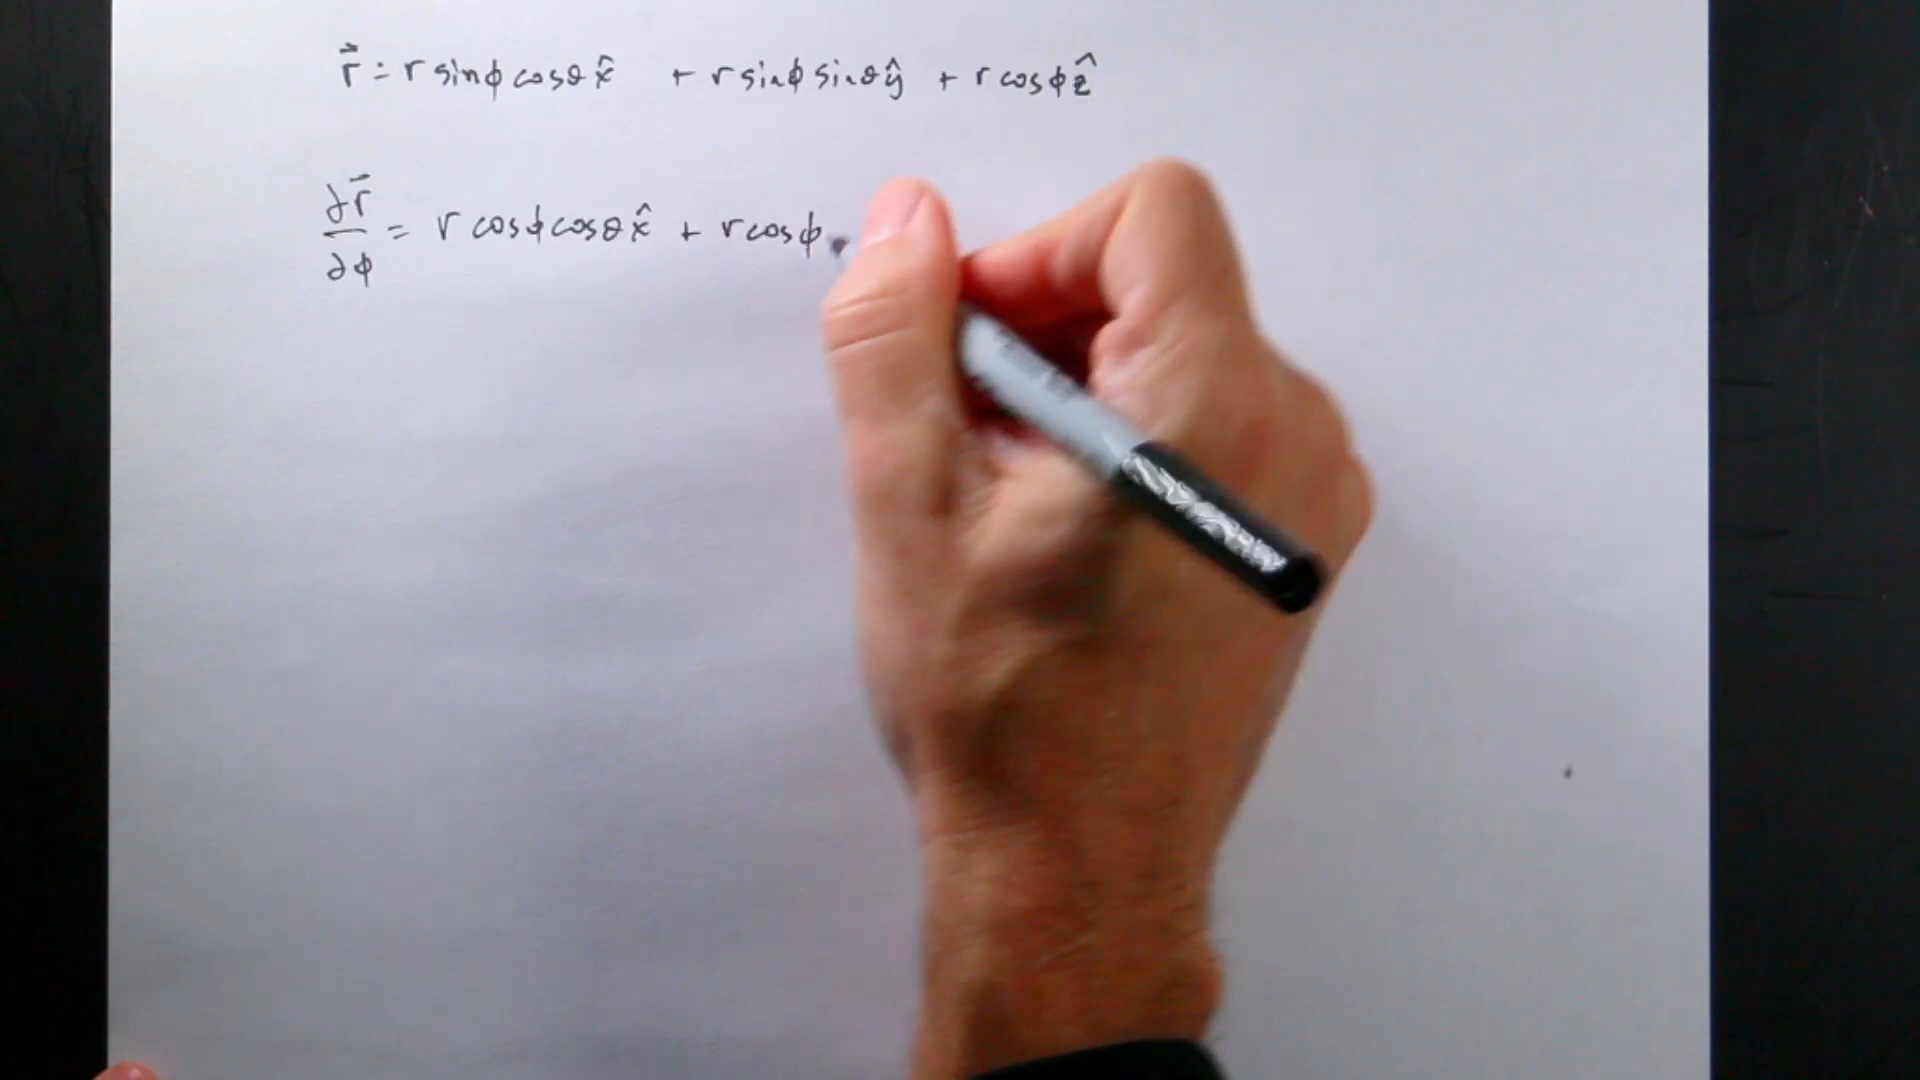 r⃗ = r sinϕ cosθ x̂ + r sinϕ sinθ ŷ + r cosϕ ẑ
∂r⃗/∂ϕ = r cosϕ cosθ x̂ + r cosϕ